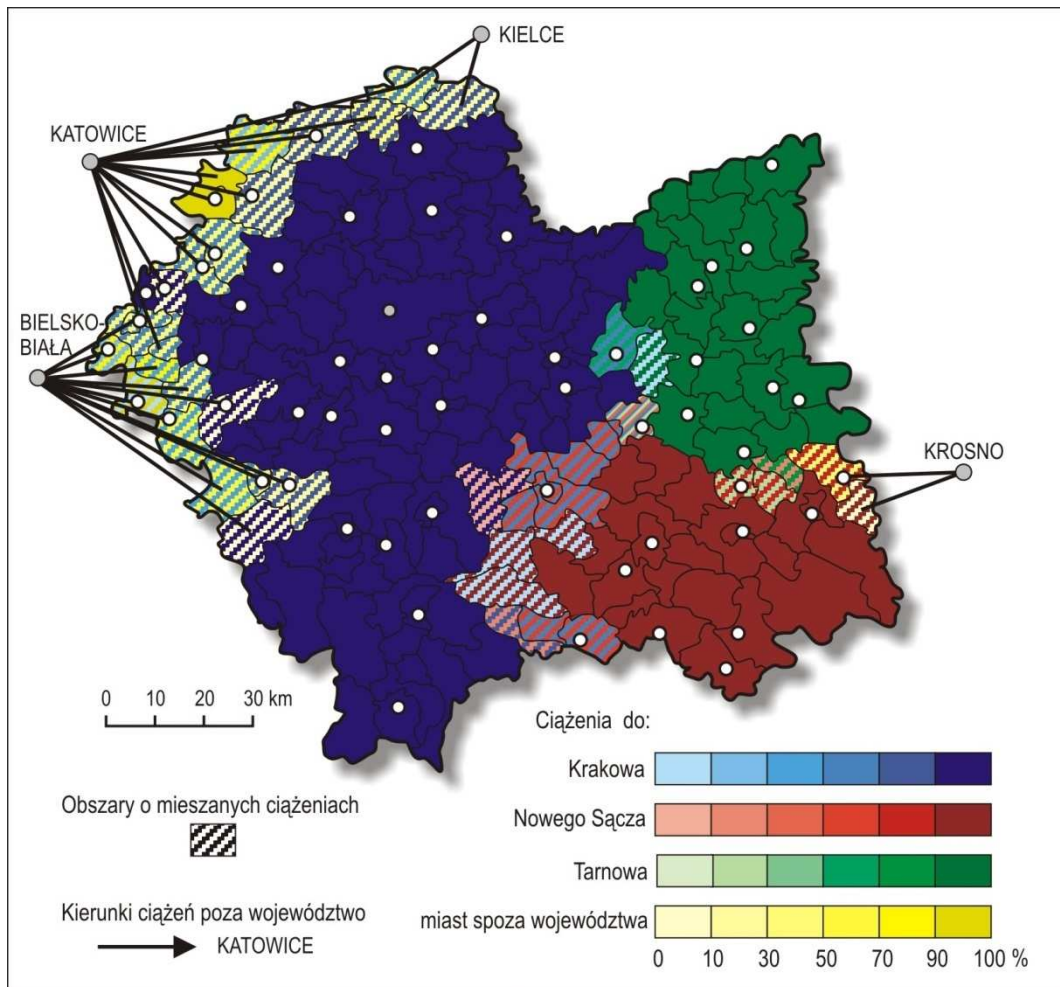 KIELCE
KATOWICE
BIELSKO-
BIAŁA
KROSNO
0 10 20 30 km
Obszary o mieszanych ciążeniach
Kierunki ciążeń poza województwo
KATOWICE
Ciążenia do:
Krakowa
Nowego Sącza
Tarnowa
miast spoza województwa
0 10 30 50 70 90 100 %